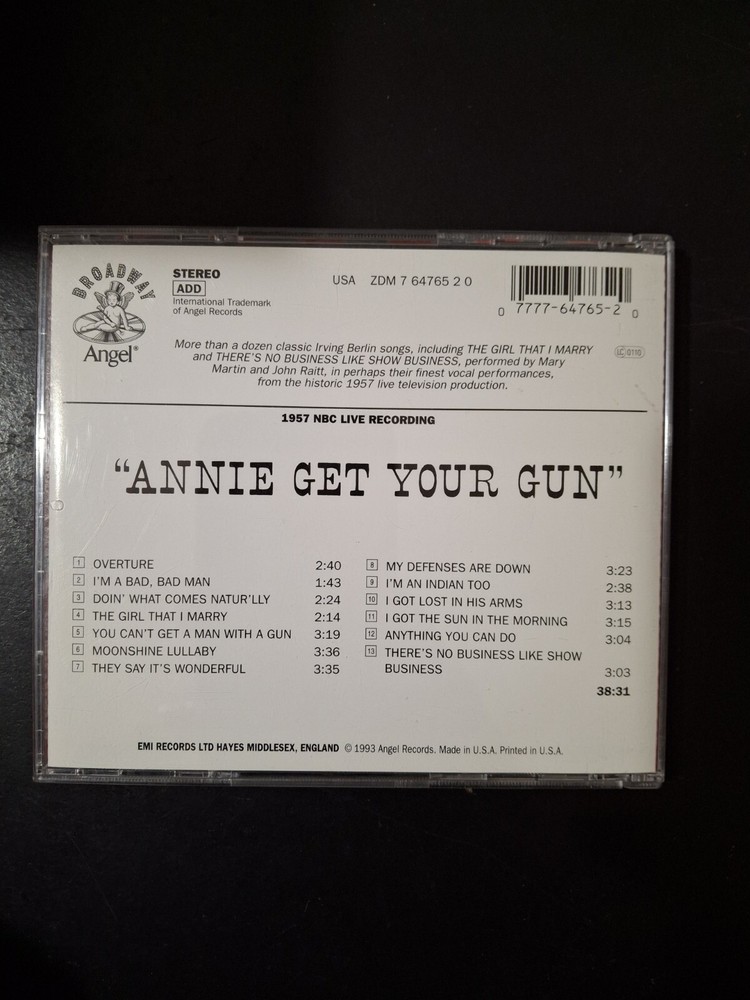 BROADWAY
Angel®
STEREO
ADD
International Trademark
of Angel Records
USA ZDM 7 64765 2 0
0 7777-64765-2 0
More than a dozen classic Irving Berlin songs, including THE GIRL THAT I MARRY
and THERE'S NO BUSINESS LIKE SHOW BUSINESS, performed by Mary
Martin and John Raitt, in perhaps their finest vocal performances,
from the historic 1957 live television production.
LC 0110
1957 NBC LIVE RECORDING
“ANNIE GET YOUR GUN”
1 OVERTURE 2:40
2 I'M A BAD, BAD MAN 1:43
3 DOIN' WHAT COMES NATUR'LLY 2:24
4 THE GIRL THAT I MARRY 2:14
5 YOU CAN'T GET A MAN WITH A GUN 3:19
6 MOONSHINE LULLABY 3:36
7 THEY SAY IT'S WONDERFUL 3:35
8 MY DEFENSES ARE DOWN 3:23
9 I'M AN INDIAN TOO 2:38
10 I GOT LOST IN HIS ARMS 3:13
11 I GOT THE SUN IN THE MORNING 3:15
12 ANYTHING YOU CAN DO 3:04
13 THERE'S NO BUSINESS LIKE SHOW
BUSINESS 3:03
38:31
EMI RECORDS LTD HAYES MIDDLESEX, ENGLAND © 1993 Angel Records. Made in U.S.A. Printed in U.S.A.